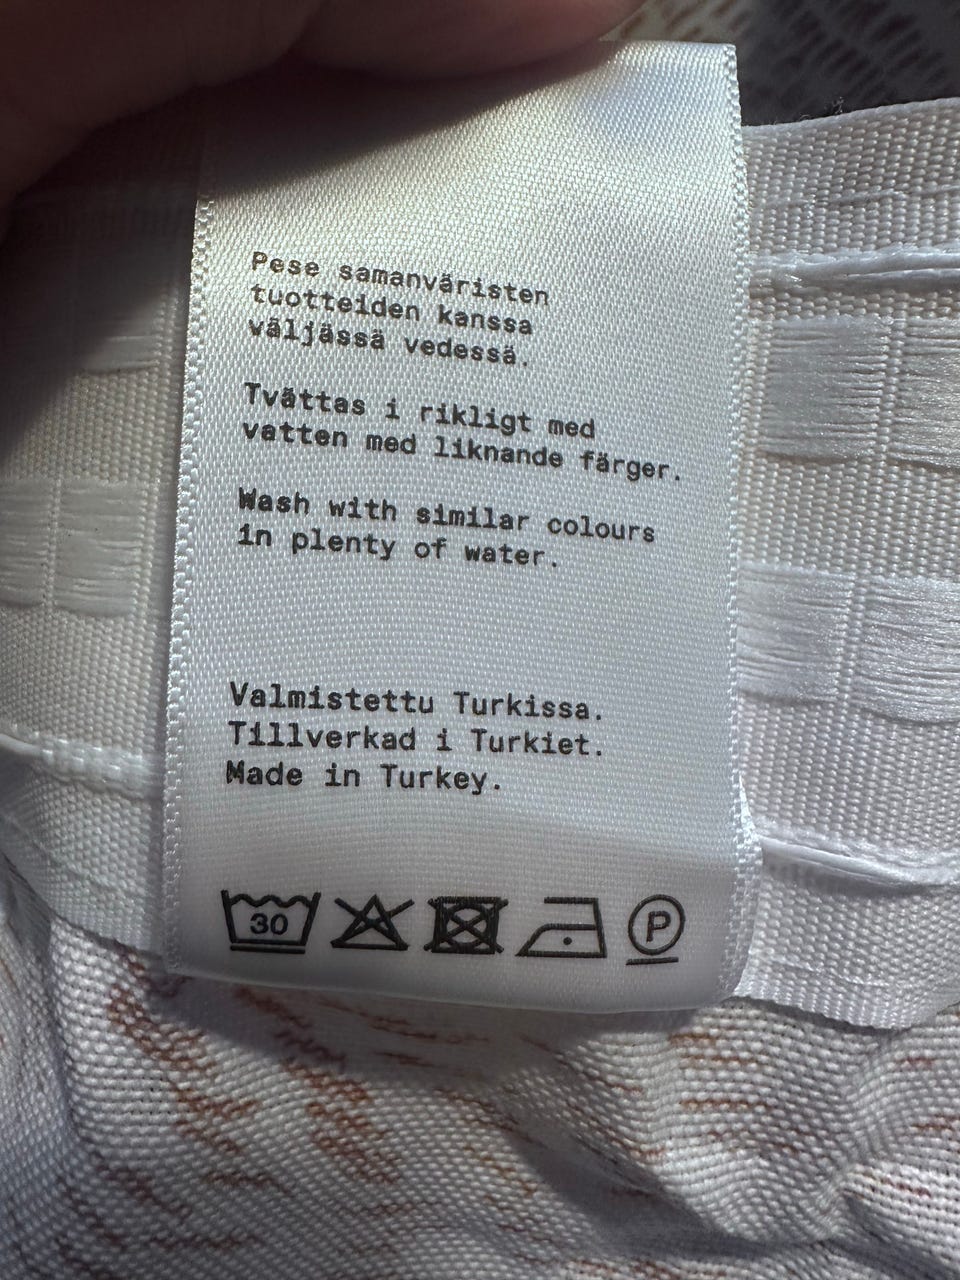 Pese samanväristen
tuotteiden kanssa
väljässä vedessä.
Tvättas i rikligt med
vatten med liknande färger.
Wash with similar colours
in plenty of water.
Valmistettu Turkissa.
Tillverkad i Turkiet.
Made in Turkey.
30 P